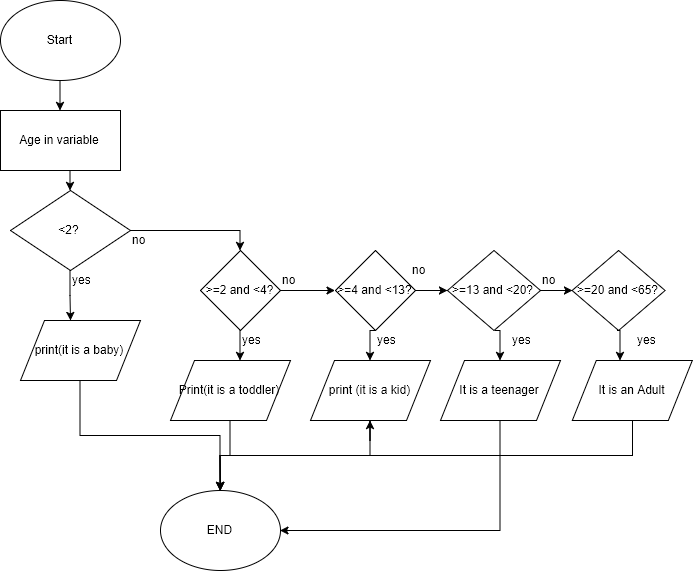 Start
Age in variable
<2?
no
yes
>=2 and <4?
no
>=4 and <13?
no
>=13 and <20?
no
>=20 and <65?
yes
yes
yes
yes
print(it is a baby)
Print(it is a toddler)
print (it is a kid)
It is a teenager
It is an Adult
END